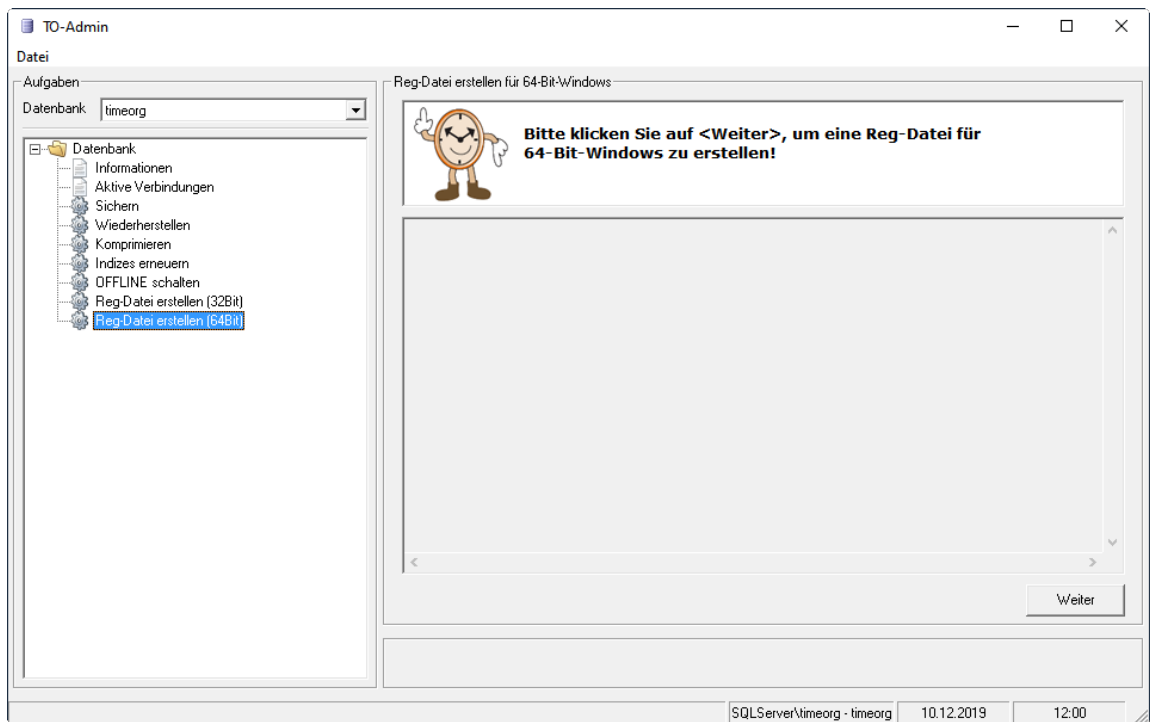 TO-Admin
Datei
Aufgaben
Datenbank timeorg
Datenbank
Informationen
Aktive Verbindungen
Sichern
Wiederherstellen
Komprimieren
Indizes erneuern
OFFLINE schalten
Reg-Datei erstellen (32Bit)
Reg-Datei erstellen (64Bit)
Reg-Datei erstellen für 64-Bit-Windows
Bitte klicken Sie auf <Weiter>, um eine Reg-Datei für
64-Bit-Windows zu erstellen!
Weiter
SQLServer\timeorg - timeorg 10.12.2019 12:00